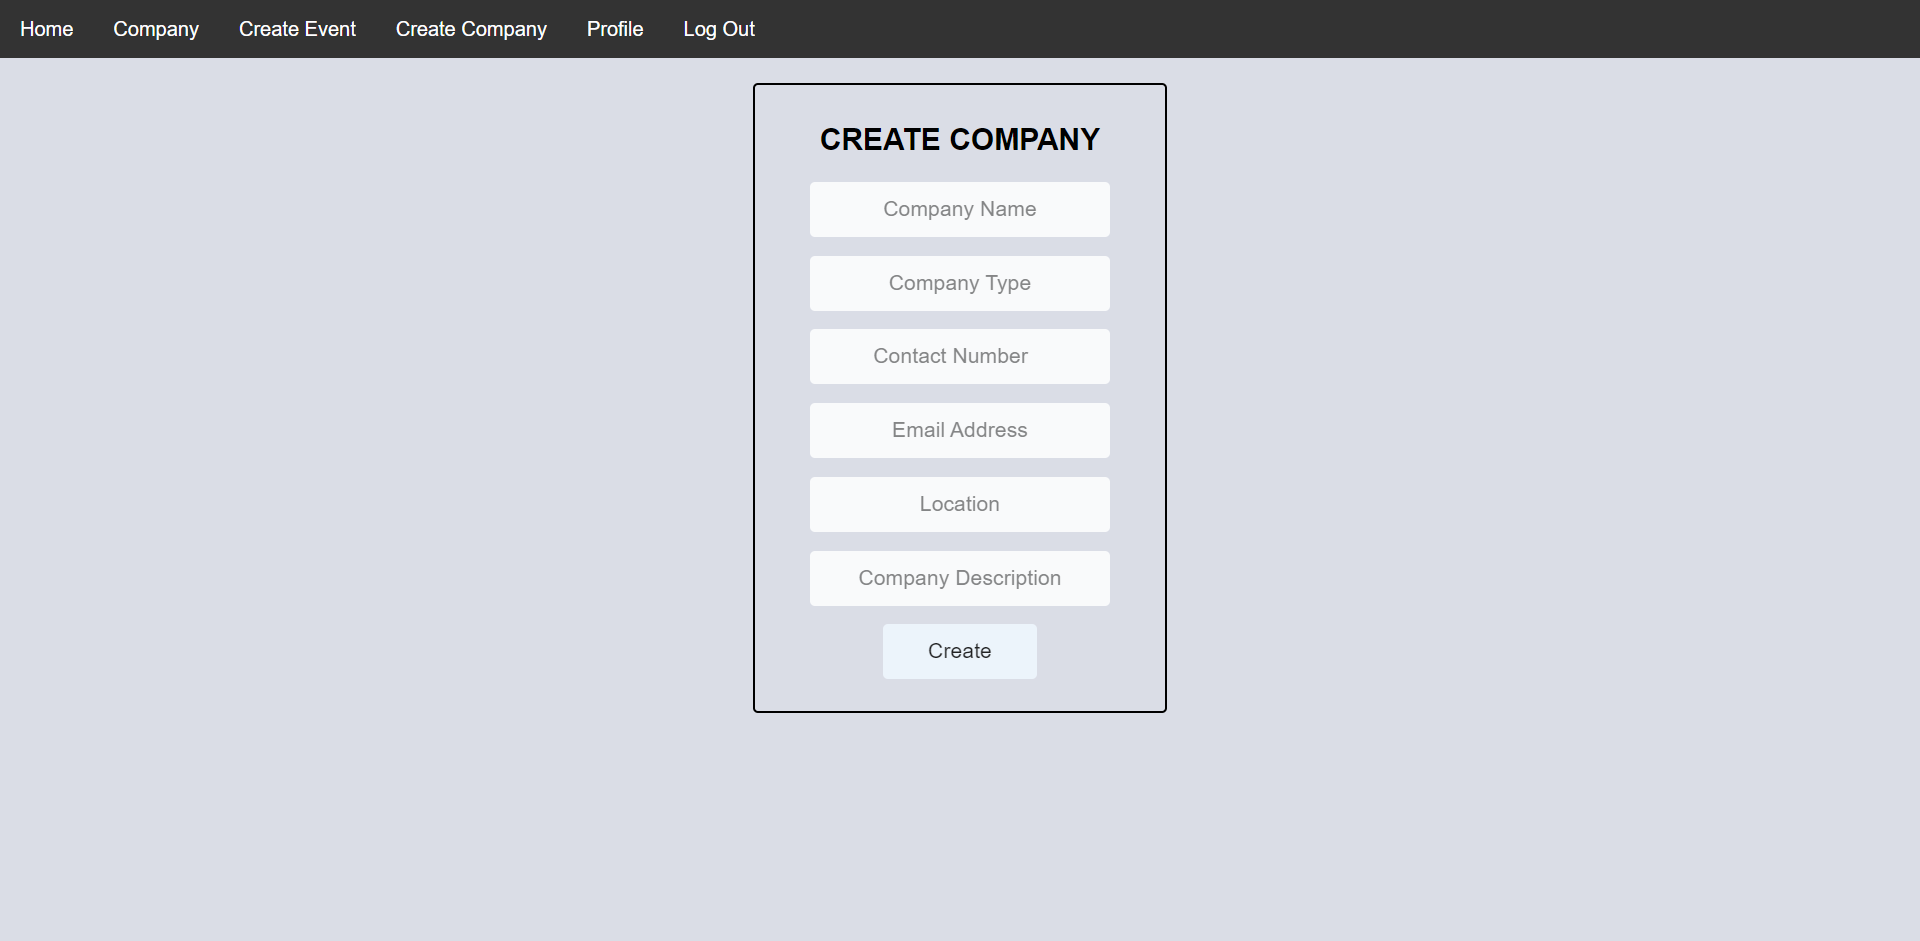 Home Company Create Event Create Company Profile Log Out
CREATE COMPANY
Company Name
Company Type
Contact Number
Email Address
Location
Company Description
Create